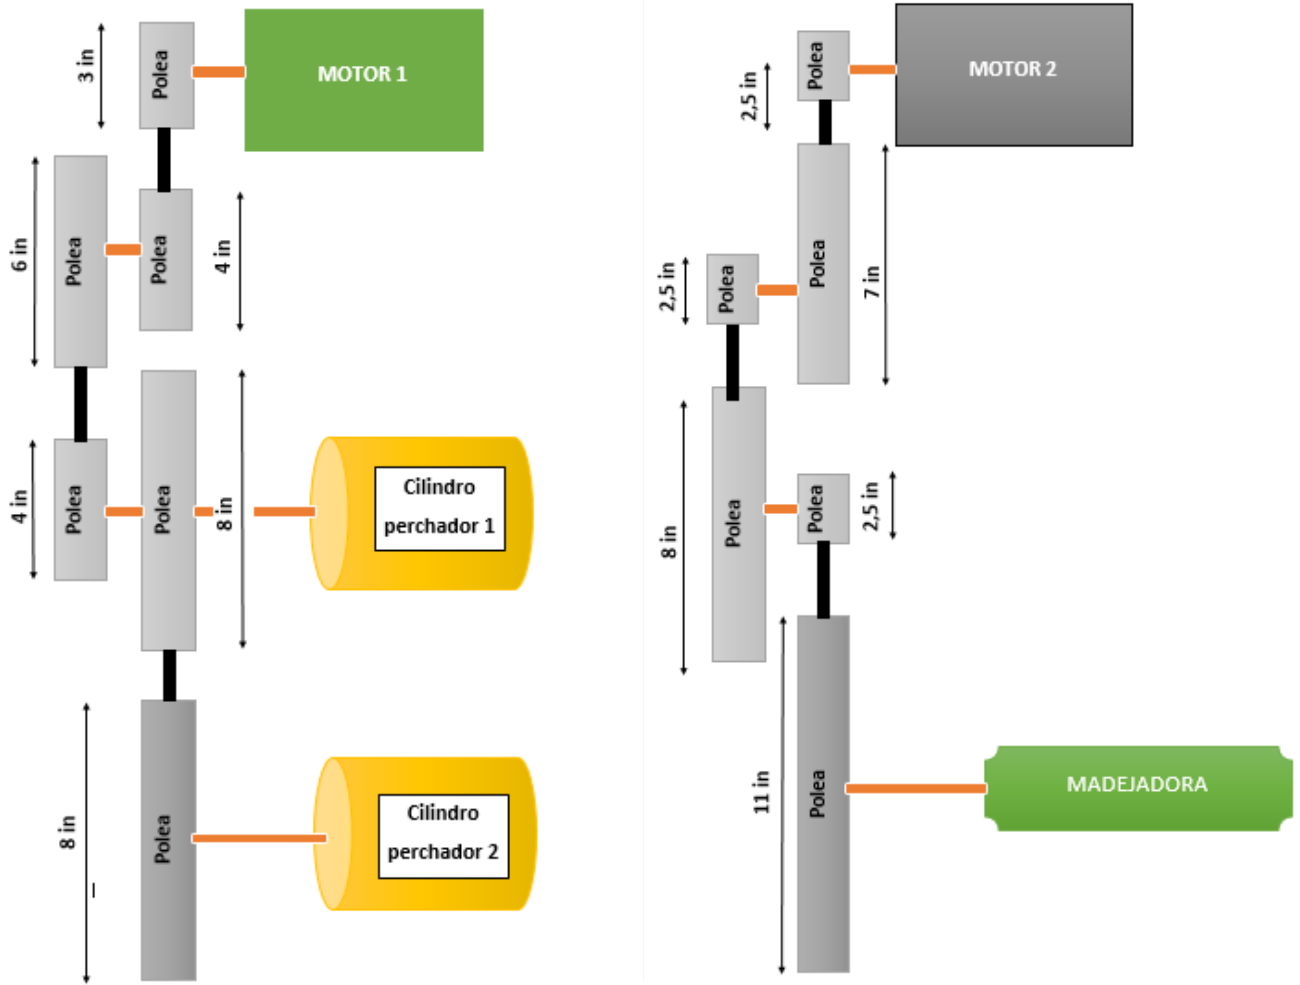 3 in
Polea
MOTOR 1
6 in
Polea
Polea
4 in
4 in
Polea
Polea
8 in
Cilindro
perchador 1
8 in
Polea
Cilindro
perchador 2
Polea
MOTOR 2
2,5 in
2,5 in
Polea
Polea
7 in
8 in
Polea
Polea
2,5 in
11 in
Polea
MADEJADORA